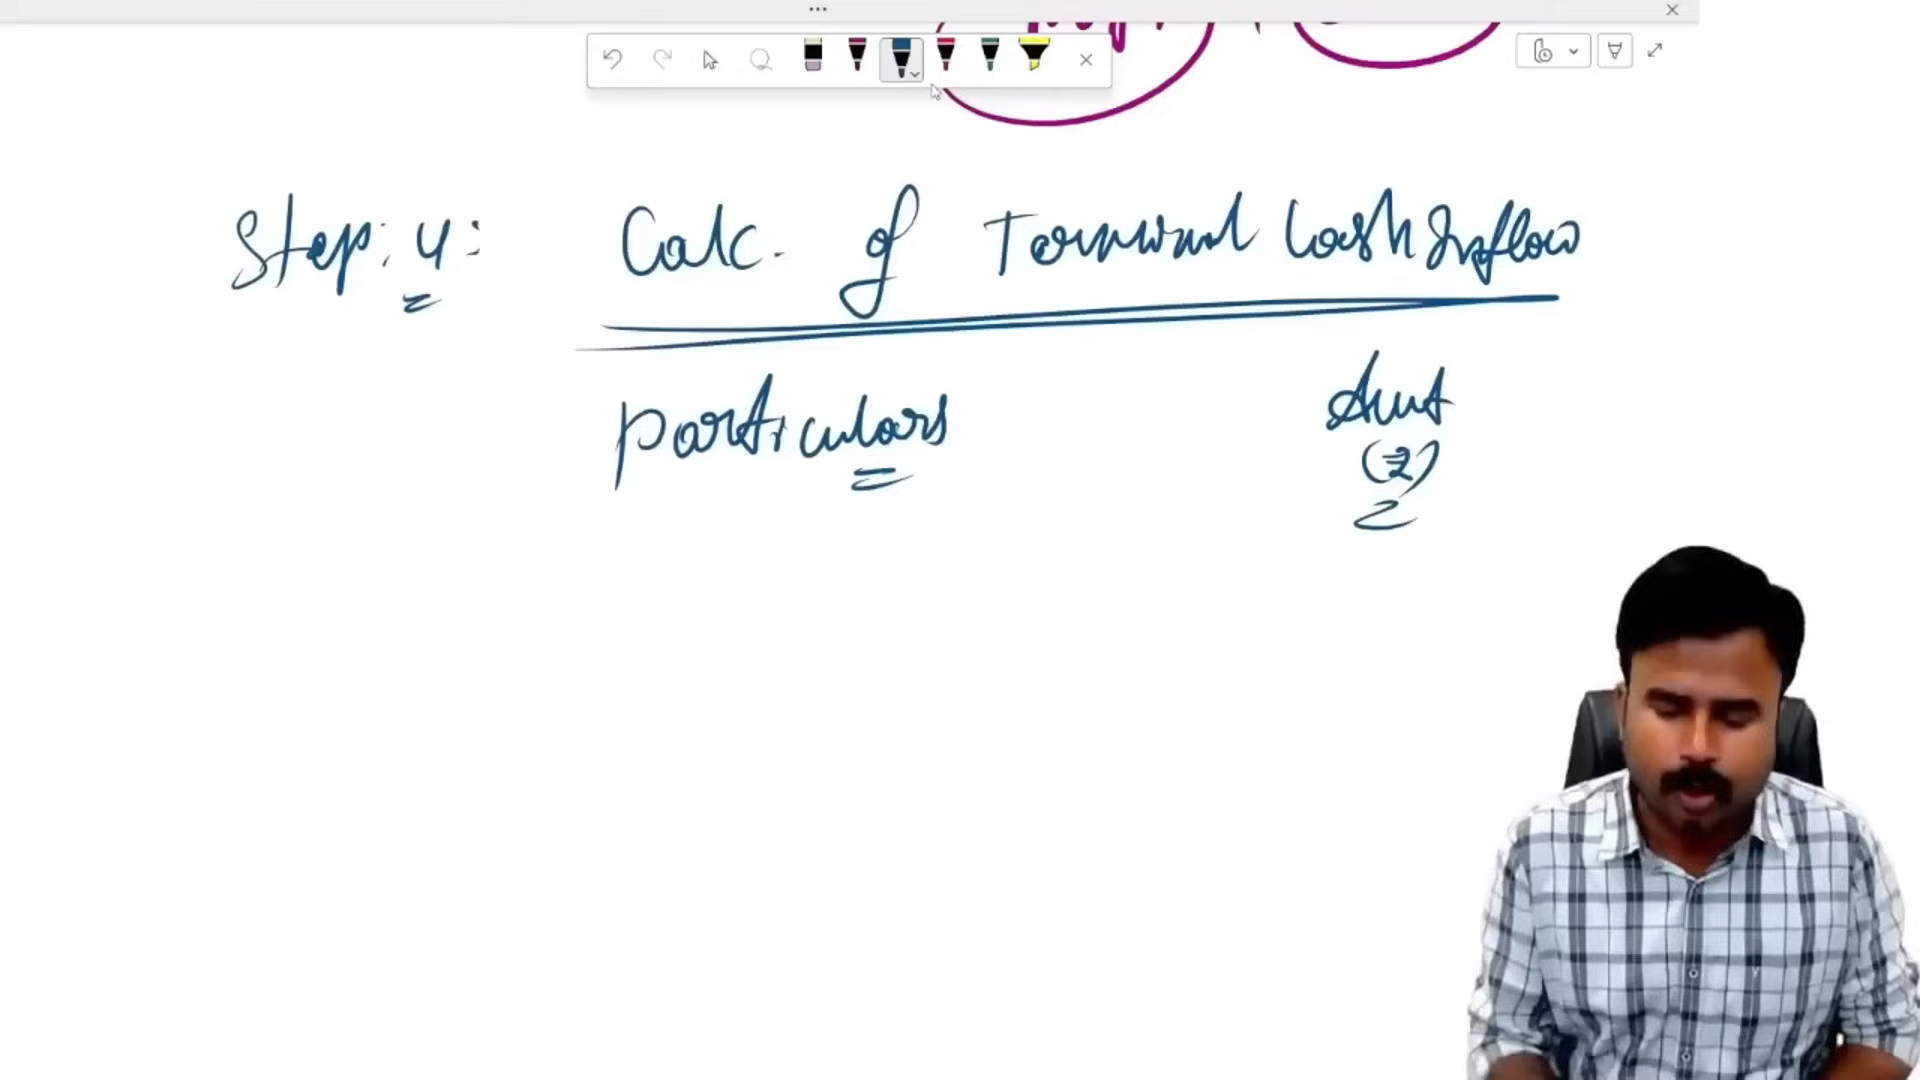 Step: 4: Calc. of Terminal Cash Inflow
Particulars Amt
(₹)